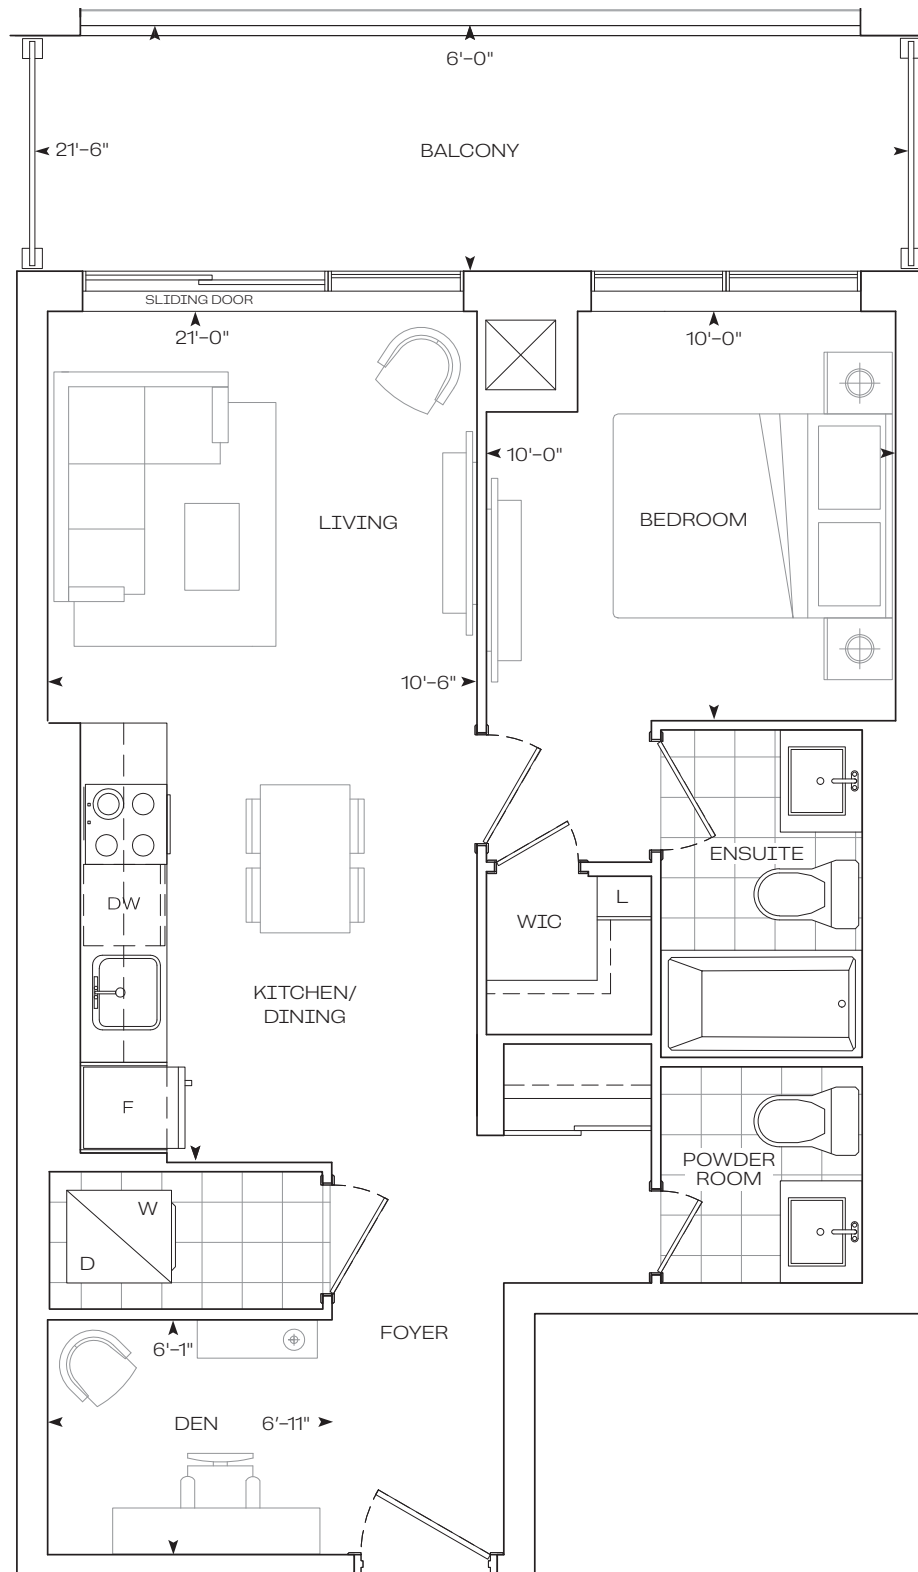 6'-0"
21'-6"
BALCONY
SLIDING DOOR
21'-0"
10'-0"
10'-0"
LIVING
BEDROOM
10'-6"
ENSUITE
DW
WIC
L
KITCHEN/
DINING
F
POWDER
ROOM
W
D
FOYER
6'-1"
DEN
6'-11"